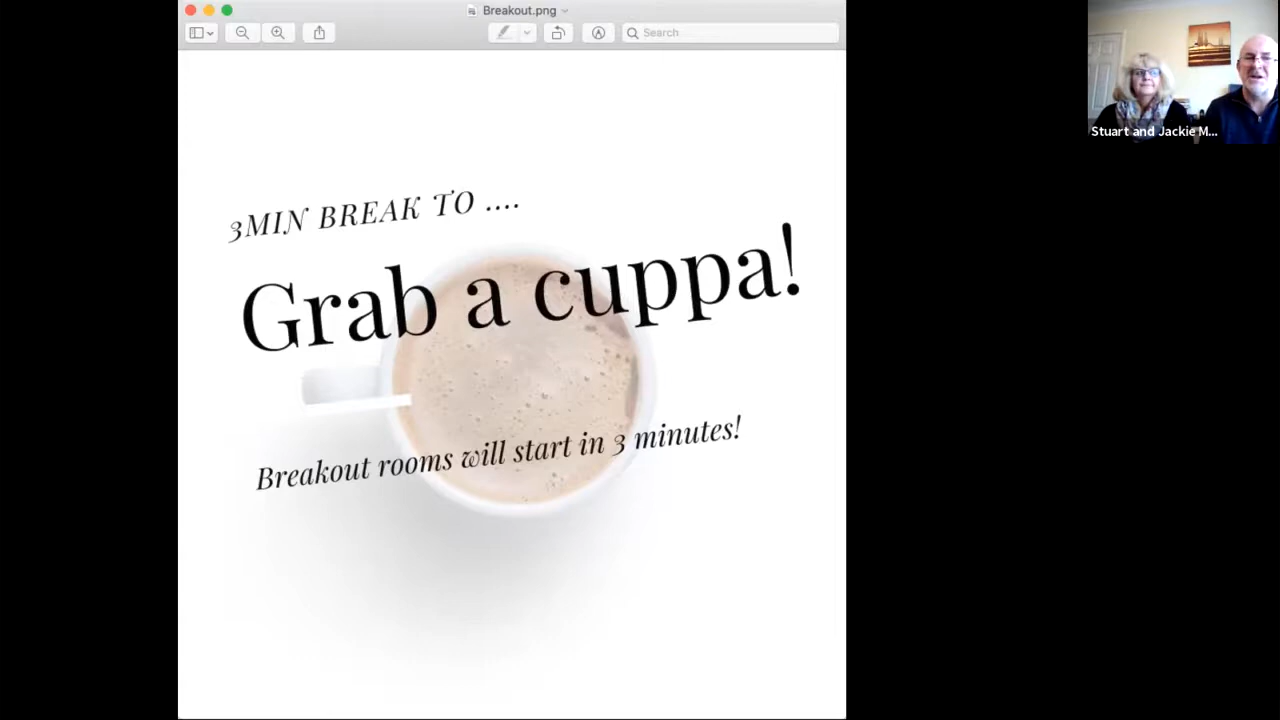 Breakout.png
Search
3MIN BREAK TO ....
Grab a cuppa!
Breakout rooms will start in 3 minutes!
Stuart and Jackie M...